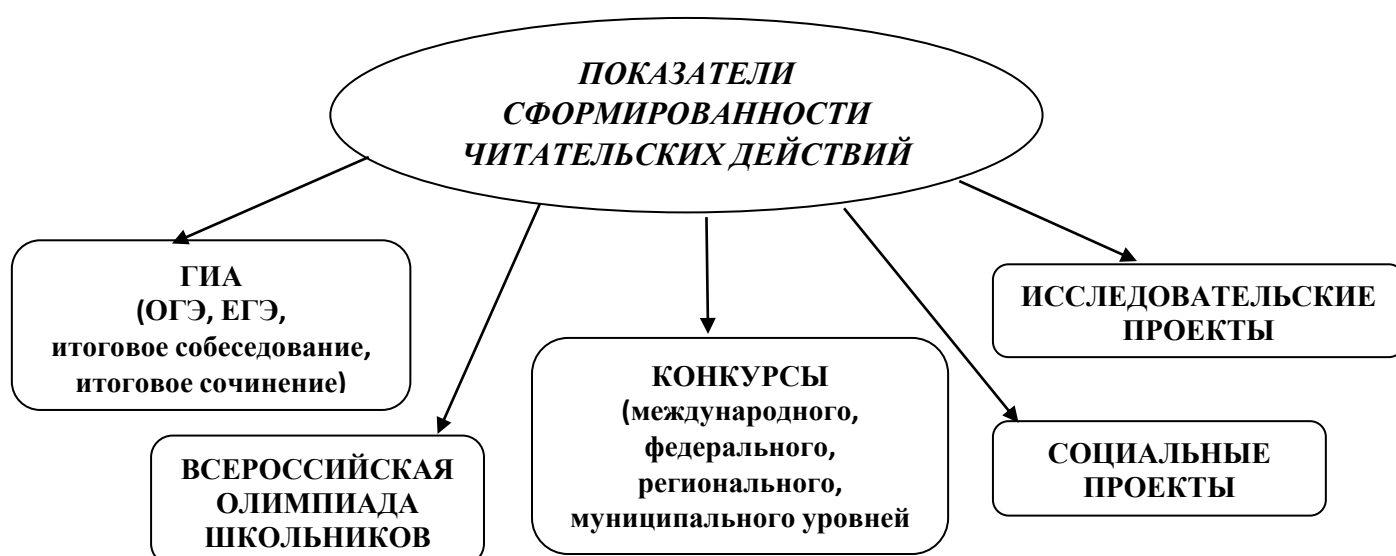 ПОКАЗАТЕЛИ
СФОРМИРОВАННОСТИ
ЧИТАТЕЛЬСКИХ ДЕЙСТВИЙ
ГИА
(ОГЭ, ЕГЭ,
итоговое собеседование,
итоговое сочинение)
ВСЕРОССИЙСКАЯ
ОЛИМПИАДА
ШКОЛЬНИКОВ
КОНКУРСЫ
(международного,
федерального,
регионального,
муниципального уровней
ИССЛЕДОВАТЕЛЬСКИЕ
ПРОЕКТЫ
СОЦИАЛЬНЫЕ
ПРОЕКТЫ